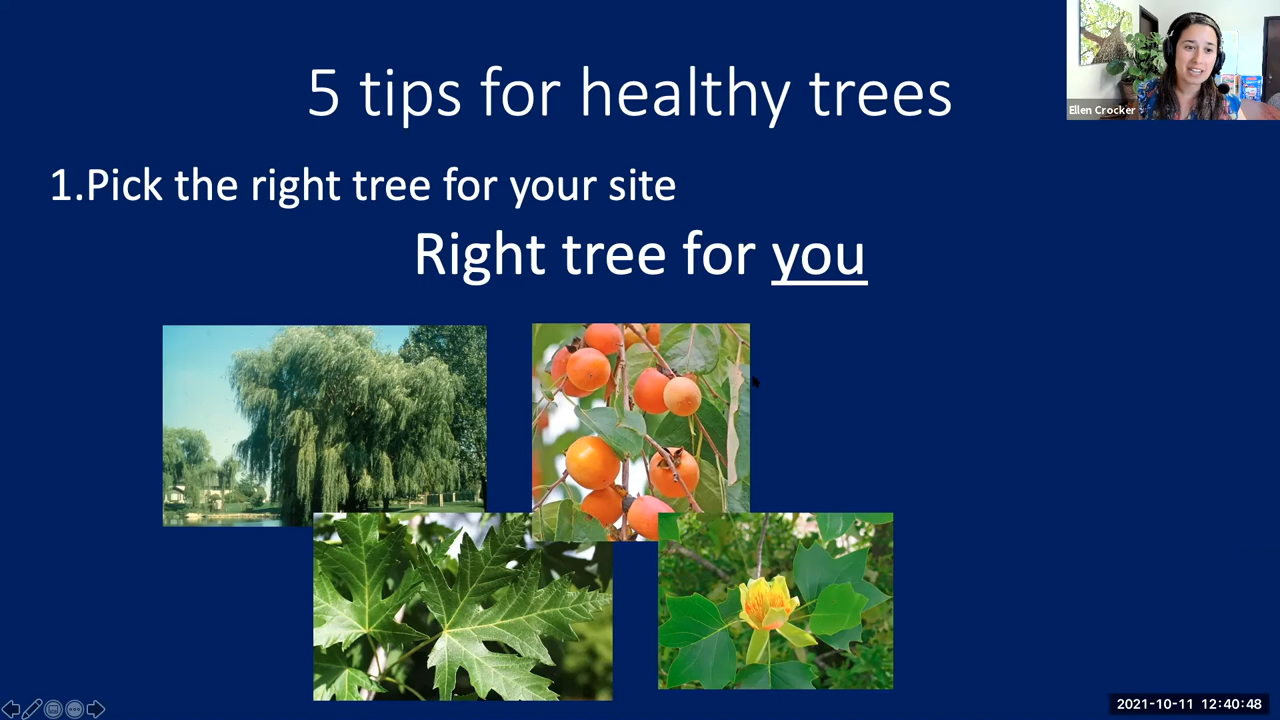 5 tips for healthy trees
Ellen Crocker
1.Pick the right tree for your site
Right tree for you
2021-10-11 12:40:48